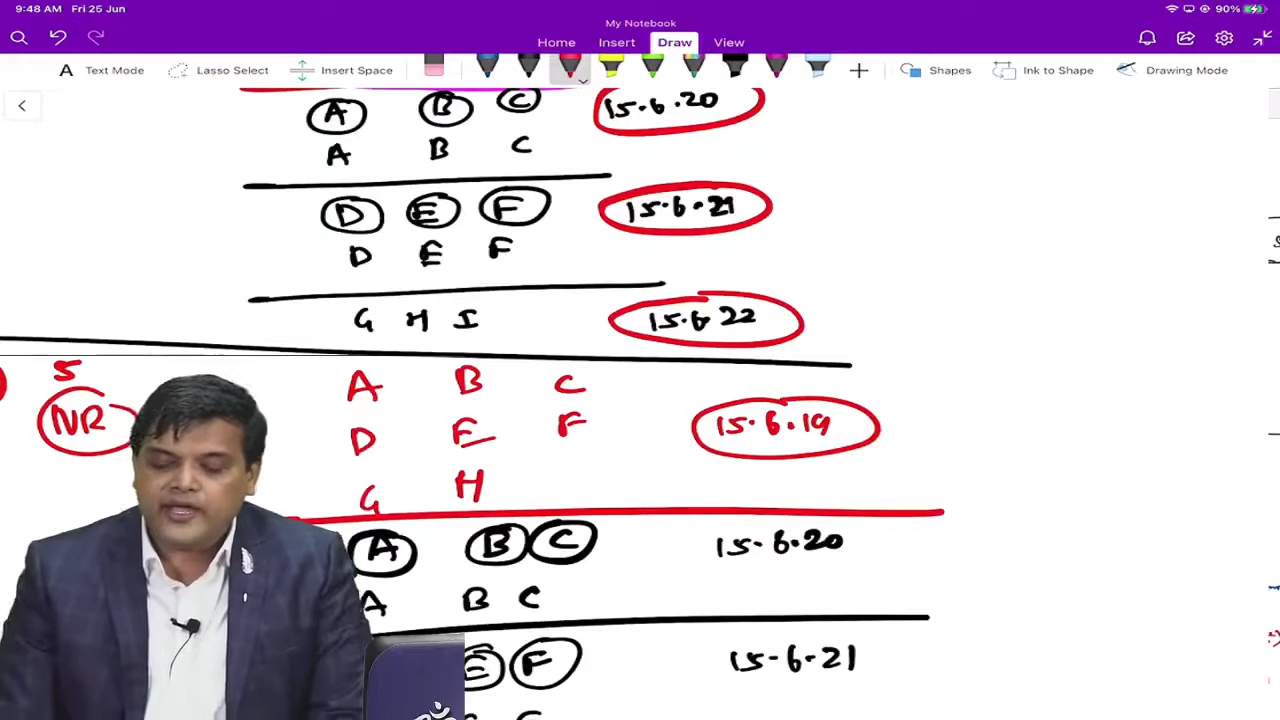 9:48 AM Fri 25 Jun
90%
My Notebook
Home Insert Draw View
A Text Mode Lasso Select Insert Space Shapes Ink to Shape Drawing Mode
A B C 15.6.20
A B C
D E F 15.6.21
D E F
G H I 15.6.22
5 A B C
NR D E F 15.6.19
G H
A B C 15.6.20
A B C
E F 15.6.21